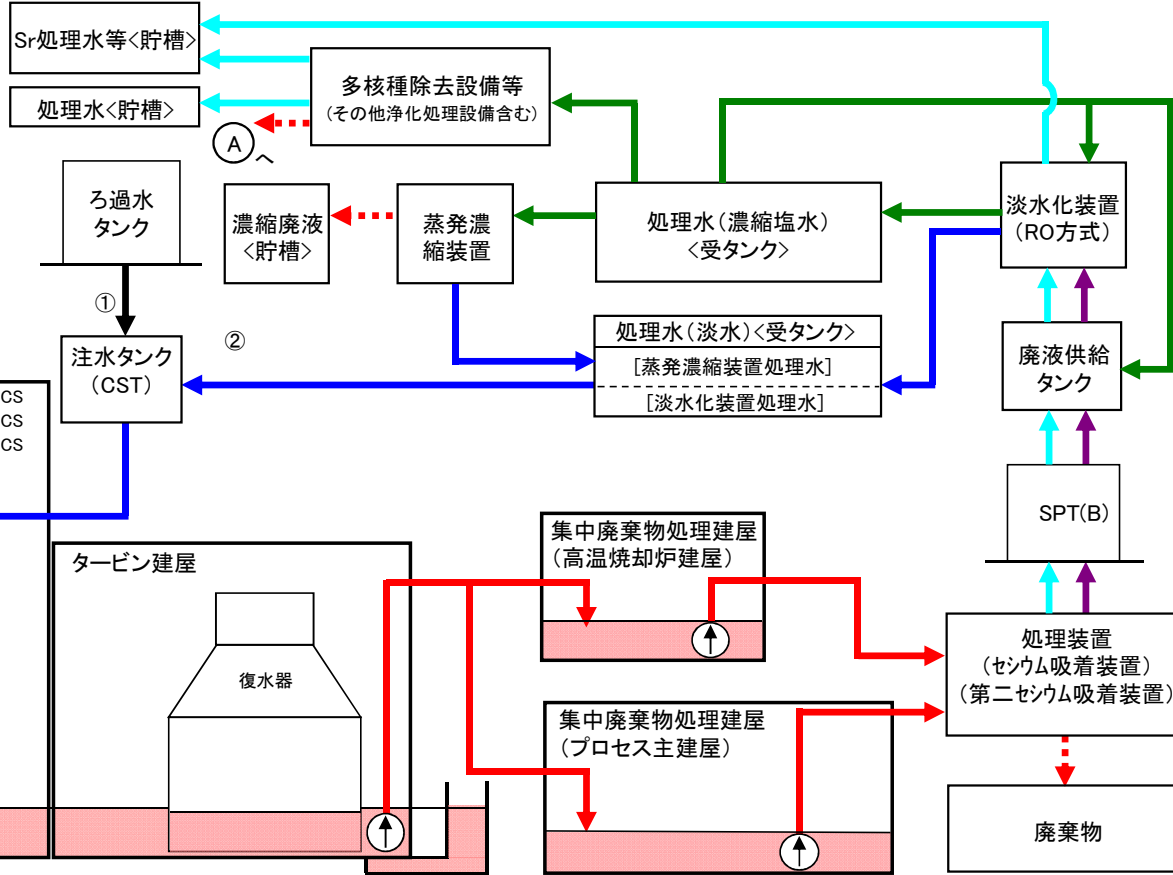 Sr処理水等<貯槽>
処理水<貯槽>
多核種除去設備等
(その他浄化処理設備含む)
A
へ
ろ過水
タンク
濃縮廃液
<貯槽>
蒸発濃
縮装置
処理水(濃縮塩水)
<受タンク>
淡水化装置
(RO方式)
①
②
注水タンク
(CST)
処理水(淡水)<受タンク>
[蒸発濃縮装置処理水]
[淡水化装置処理水]
廃液供給
タンク
CS
CS
CS
SPT(B)
タービン建屋
復水器
集中廃棄物処理建屋
(高温焼却炉建屋)
集中廃棄物処理建屋
(プロセス主建屋)
処理装置
(セシウム吸着装置)
(第二セシウム吸着装置)
廃棄物